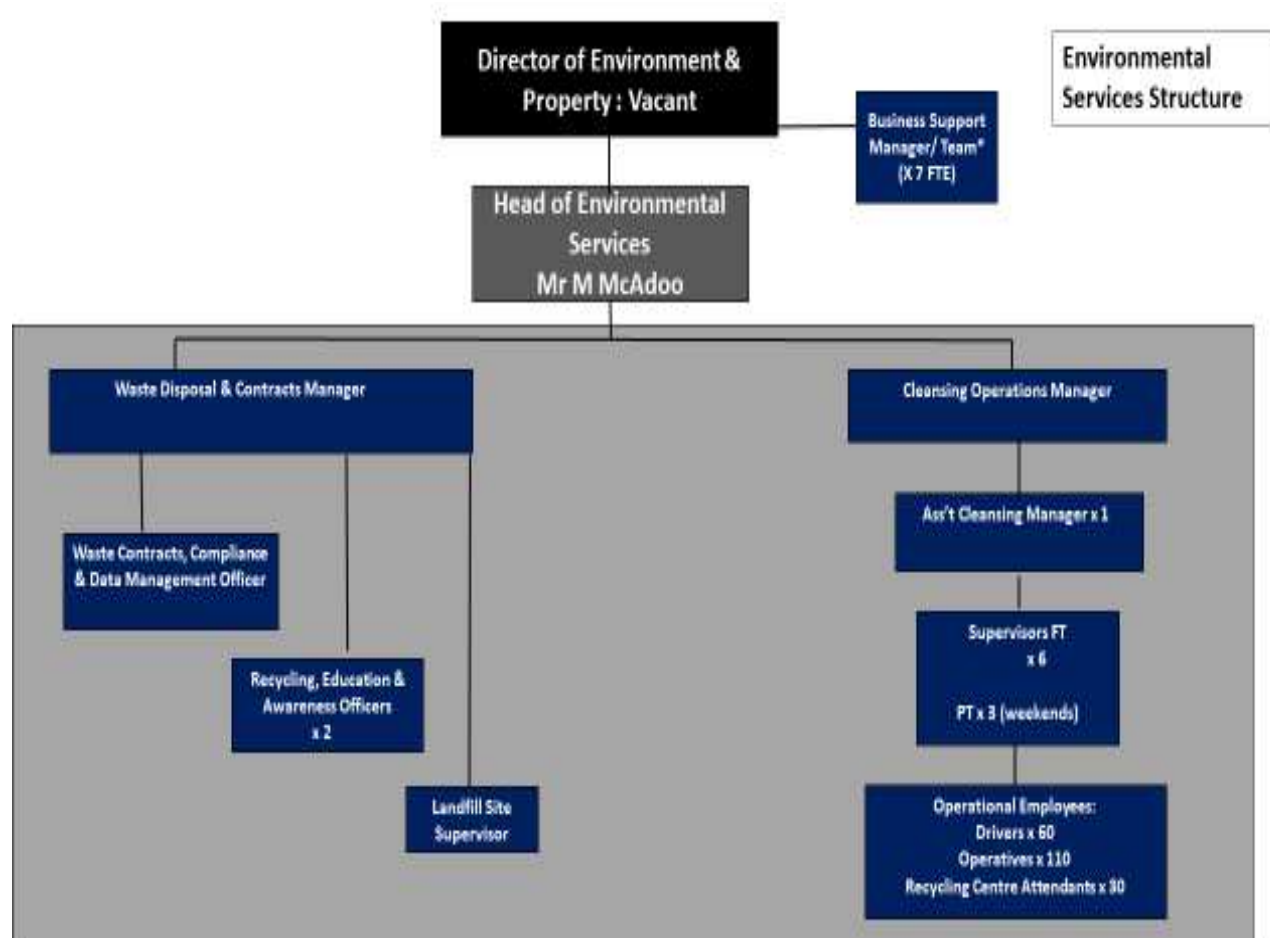 Director of Environment &
Property : Vacant
Environmental
Services Structure
Business Support
Manager/ Team*
(X 7 FTE)
Head of Environmental
Services
Mr M McAdoo
Waste Disposal & Contracts Manager
Cleansing Operations Manager
Waste Contracts, Compliance
& Data Management Officer
Recycling, Education &
Awareness Officers
x 2
Landfill Site
Supervisor
Ass't Cleansing Manager x 1
Supervisors FT
x 6
PT x 3 (weekends)
Operational Employees:
Drivers x 60
Operatives x 110
Recycling Centre Attendants x 30